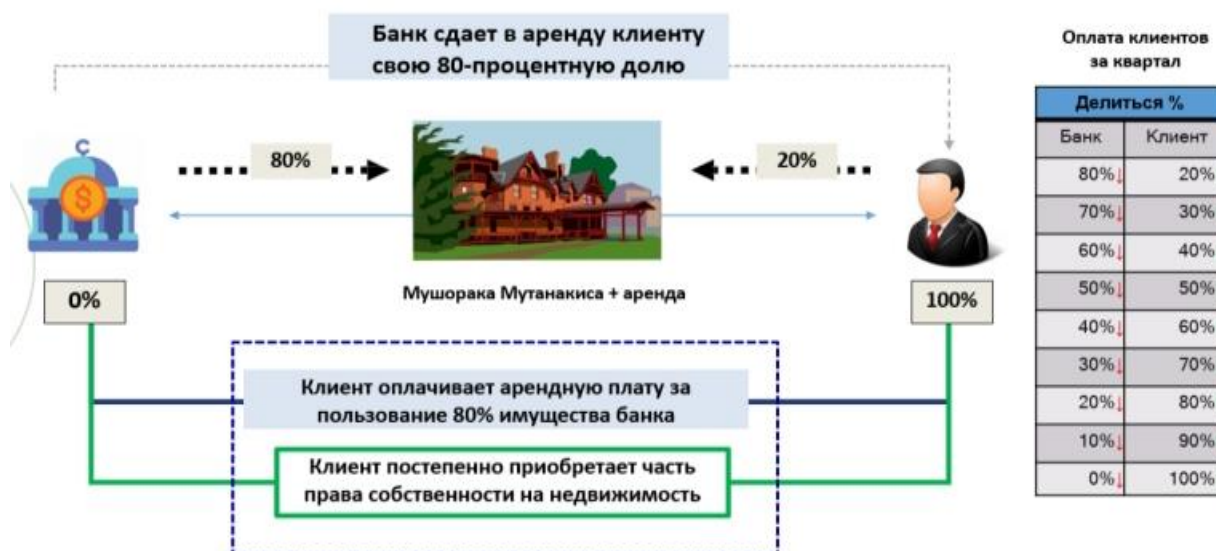 Банк сдает в аренду клиенту
свою 80-процентную долю
80%
20%
$
0%
Мушорака Мутанакиса + аренда
100%
Клиент оплачивает арендную плату за
пользование 80% имущества банка
Клиент постепенно приобретает часть
права собственности на недвижимость
Оплата клиентов
за квартал
Делиться %
Банк Клиент
80%↓ 20%
70%↓ 30%
60%↓ 40%
50%↓ 50%
40%↓ 60%
30%↓ 70%
20%↓ 80%
10%↓ 90%
0%↓ 100%